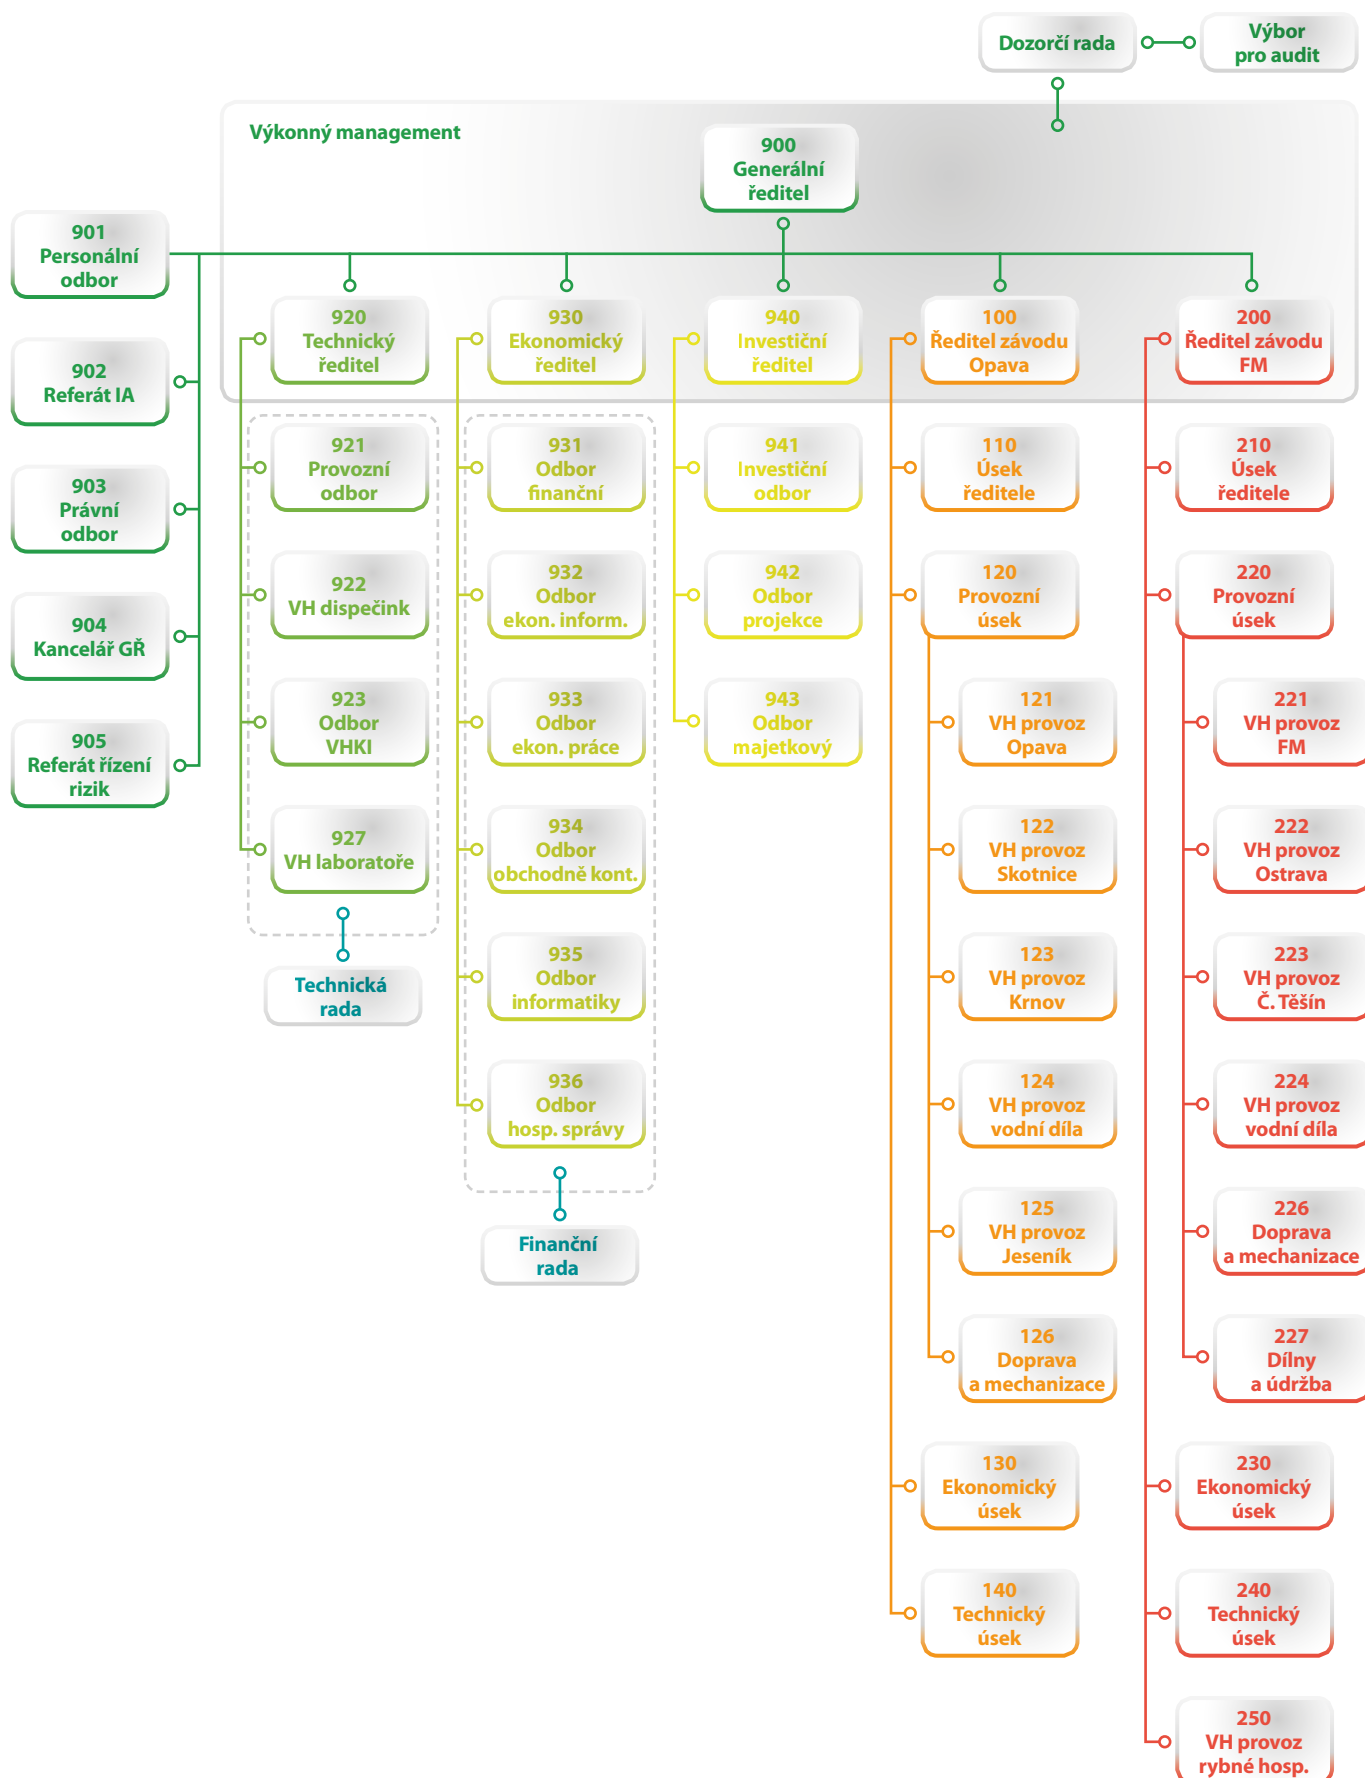 Dozorčí rada
Výbor
pro audit
Výkonný management
900
Generální
ředitel
901
Personální
odbor
902
Referát IA
903
Právní
odbor
904
Kancelář GŘ
905
Referát řízení
rizik
920
Technický
ředitel
921
Provozní
odbor
922
VH dispečink
923
Odbor
VHKI
927
VH laboratoře
Technická
rada
930
Ekonomický
ředitel
931
Odbor
finanční
932
Odbor
ekon. inform.
933
Odbor
ekon. práce
934
Odbor
obchodně kont.
935
Odbor
informatiky
936
Odbor
hosp. správy
Finanční
rada
940
Investiční
ředitel
941
Investiční
odbor
942
Odbor
projekce
943
Odbor
majetkový
100
Ředitel závodu
Opava
110
Úsek
ředitele
120
Provozní
úsek
121
VH provoz
Opava
122
VH provoz
Skotnice
123
VH provoz
Krnov
124
VH provoz
vodní díla
125
VH provoz
Jeseník
126
Doprava
a mechanizace
130
Ekonomický
úsek
140
Technický
úsek
200
Ředitel závodu
FM
210
Úsek
ředitele
220
Provozní
úsek
221
VH provoz
FM
222
VH provoz
Ostrava
223
VH provoz
Č. Těšín
224
VH provoz
vodní díla
226
Doprava
a mechanizace
227
Dílny
a údržba
230
Ekonomický
úsek
240
Technický
úsek
250
VH provoz
rybné hosp.